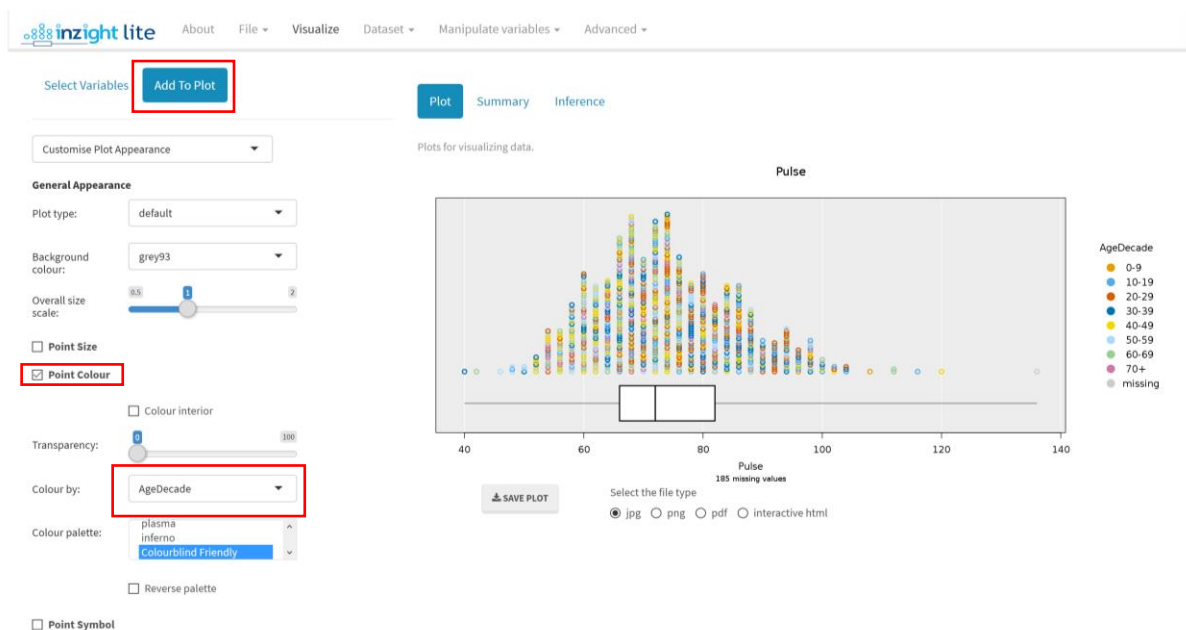 inzight lite About File Visualize Dataset Manipulate variables Advanced
Select Variables Add To Plot
Customise Plot Appearance
General Appearance
Plot type: default
Background colour: grey93
Overall size scale: 0.5 1 2
Point Size
Point Colour
Colour interior
Transparency: 0 100
Colour by: AgeDecade
Colour palette: plasma
inferno
Colourblind Friendly
Reverse palette
Point Symbol
Plot Summary Inference
Plots for visualizing data.
Pulse
40 60 80 100 120 140
Pulse
185 missing values
AgeDecade
0-9
10-19
20-29
30-39
40-49
50-59
60-69
70+
missing
SAVE PLOT
Select the file type
jpg png pdf interactive html